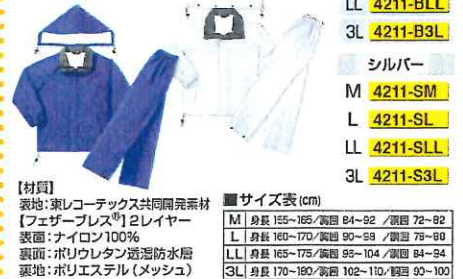 LL 4211-BLL
3L 4211-B3L
シルバー
M 4211-SM
L 4211-SL
LL 4211-SLL
3L 4211-S3L
【材質】
表地：東レコーテックス共同開発素材
【フェザーブレス®】2レイヤー
表面：ナイロン100%
裏面：ポリウレタン透湿防水層
裏地：ポリエステル（メッシュ）
■サイズ表(cm)
M 身長 155~165/胸囲 84~92 /胴囲 72~82
L 身長 160~170/胸囲 90~98 /胴囲 78~88
LL 身長 165~175/胸囲 96~104 /胴囲 84~94
3L 身長 170~180/胸囲 102~110/胴囲 90~100